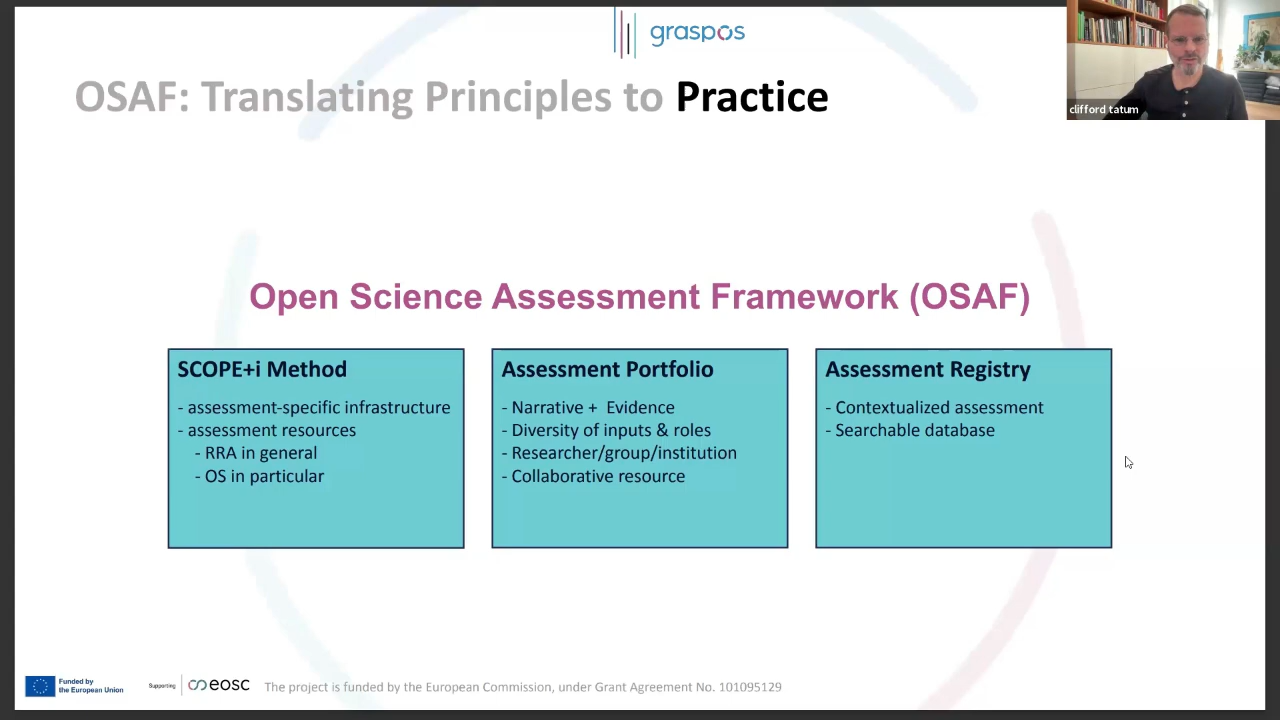 graspos
clifford tatum
OSAF: Translating Principles to Practice
Open Science Assessment Framework (OSAF)
SCOPE+i Method
- assessment-specific infrastructure
- assessment resources
- RRA in general
- OS in particular
Assessment Portfolio
- Narrative + Evidence
- Diversity of inputs & roles
- Researcher/group/institution
- Collaborative resource
Assessment Registry
- Contextualized assessment
- Searchable database
Funded by
the European Union
Supporting
eosc
The project is funded by the European Commission, under Grant Agreement No. 101095129